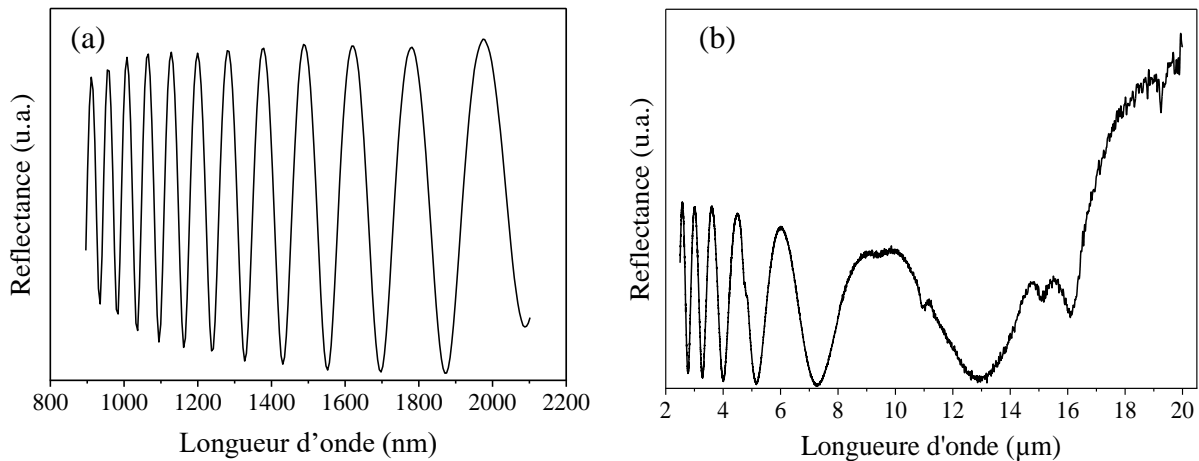 (a)
Reflectance (u.a.)
800 1000 1200 1400 1600 1800 2000 2200
Longueur d’onde (nm)
(b)
Reflectance (u.a.)
2 4 6 8 10 12 14 16 18 20
Longueure d'onde (µm)